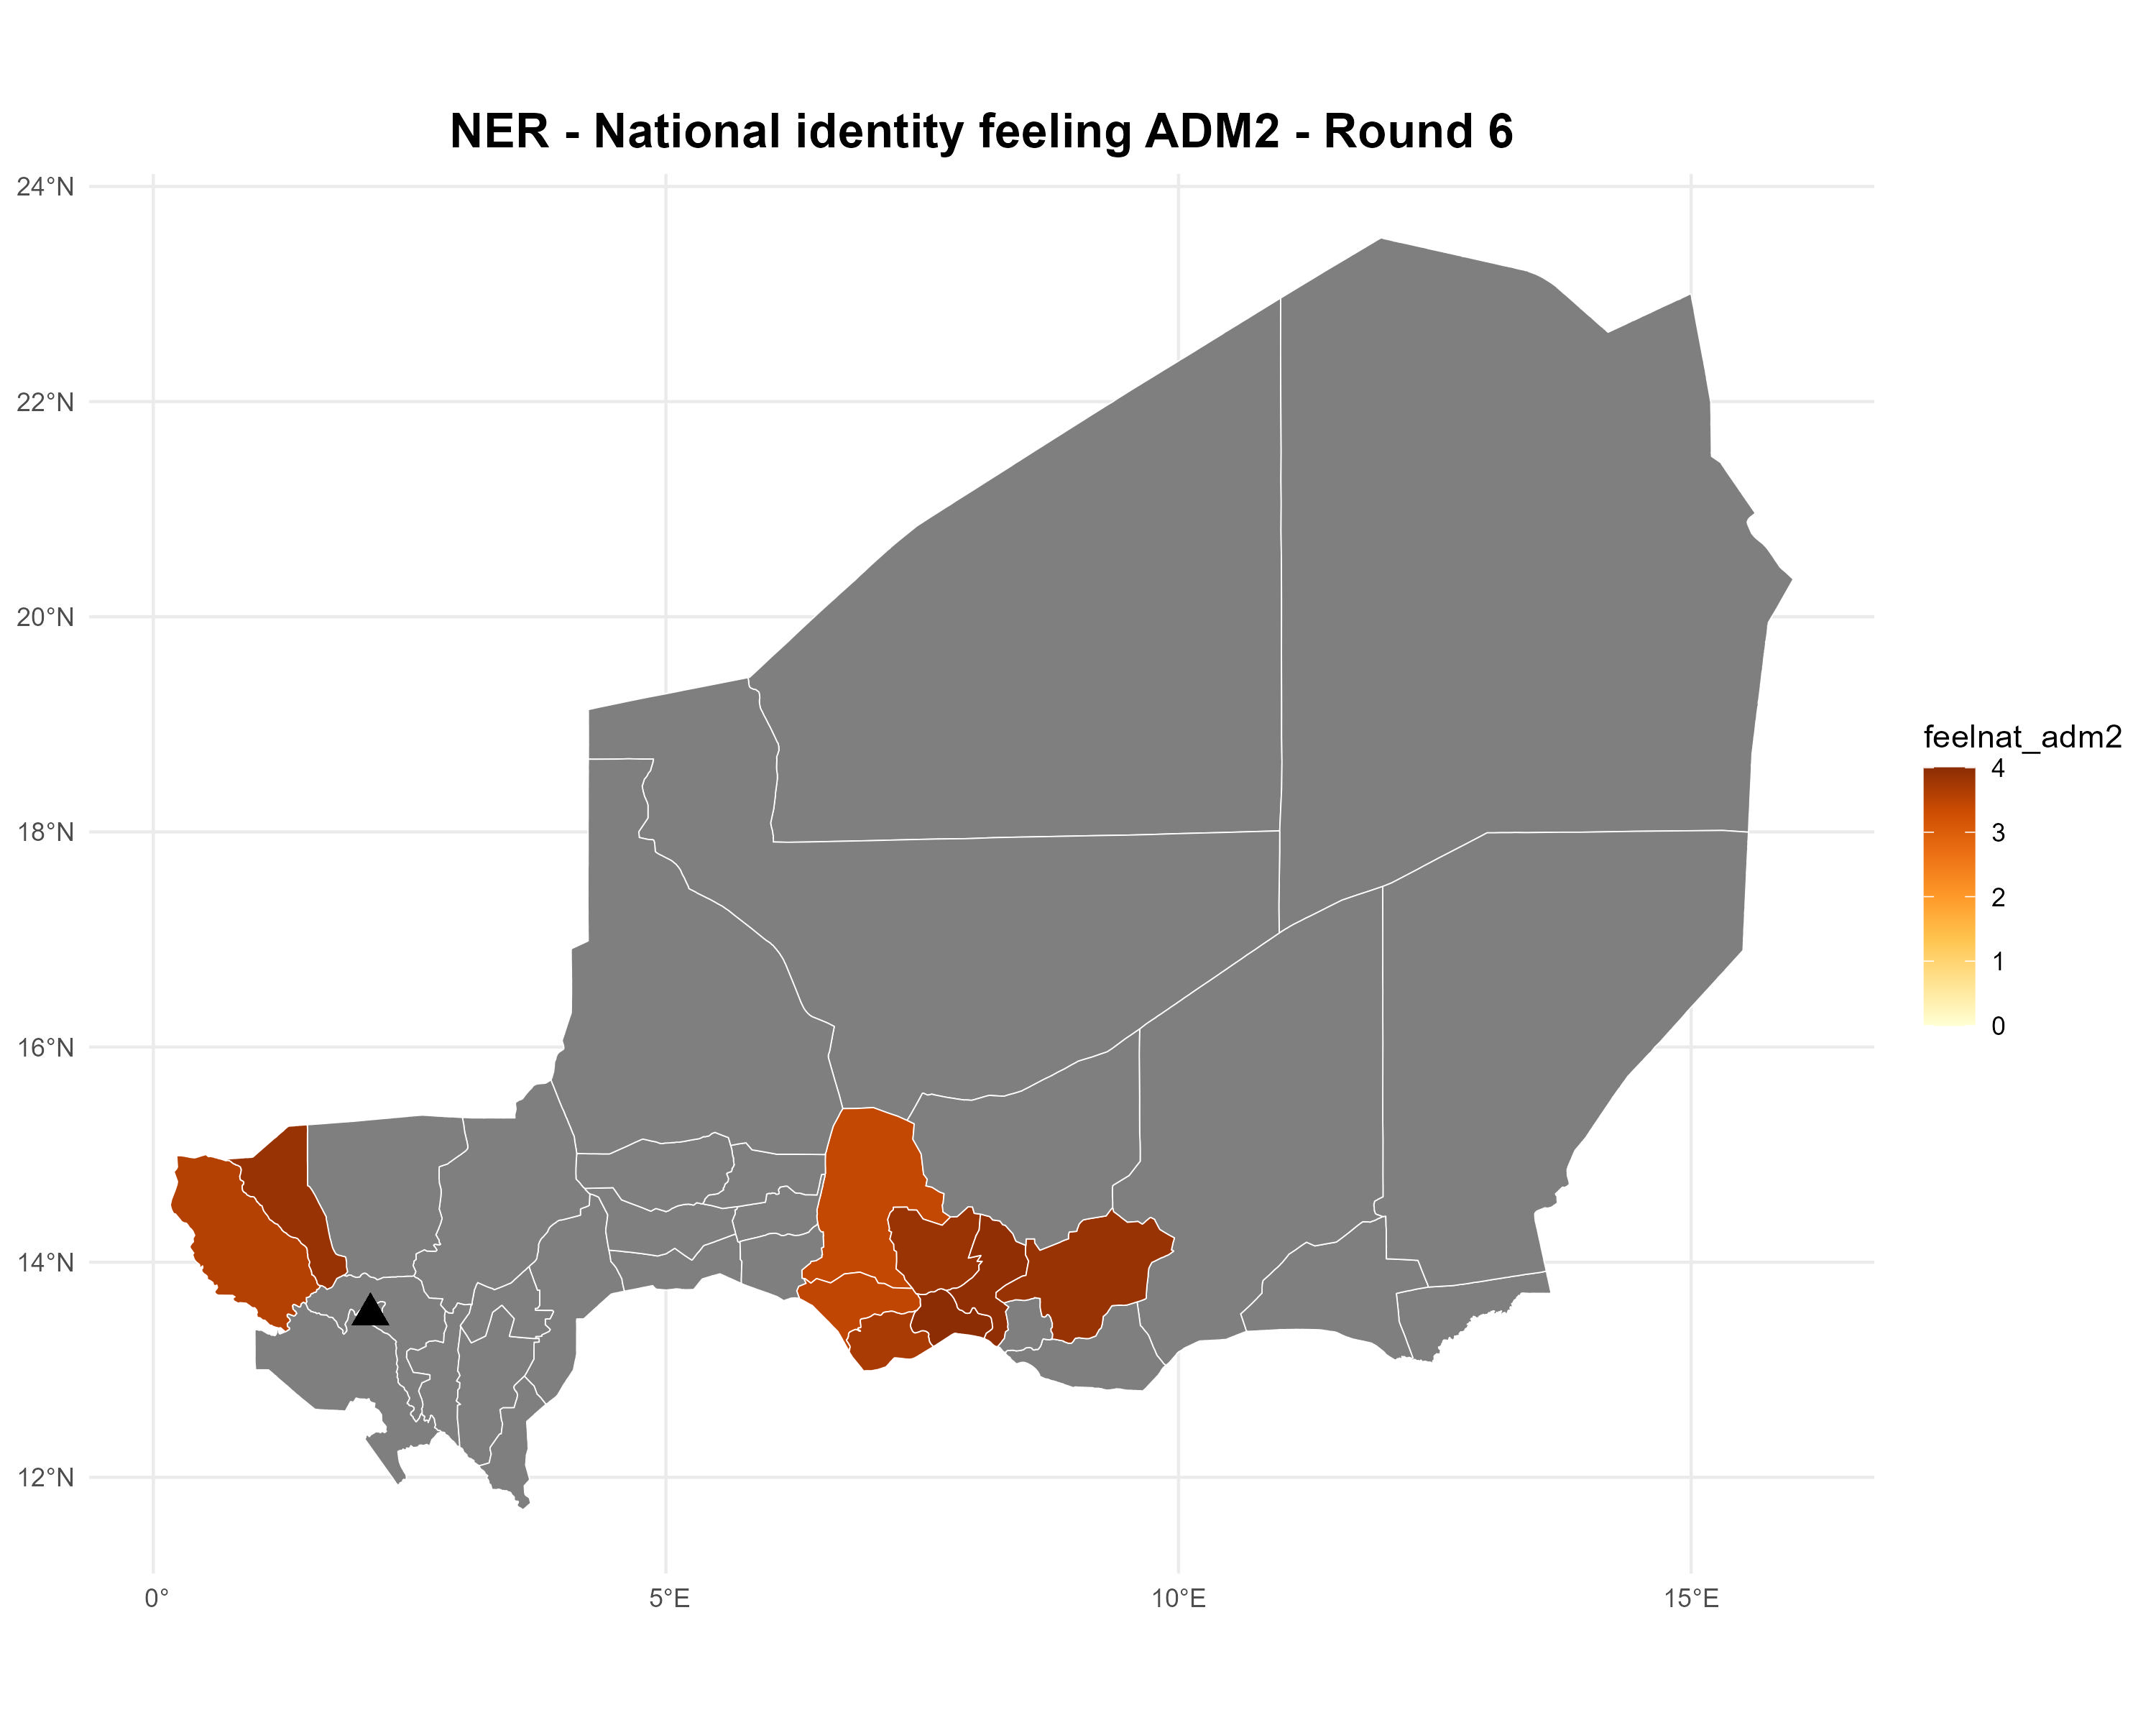 NER - National identity feeling ADM2 - Round 6
24°N
22°N
20°N
18°N
16°N
14°N
12°N
0°
5°E
10°E
15°E
feelnat_adm2
4
3
2
1
0